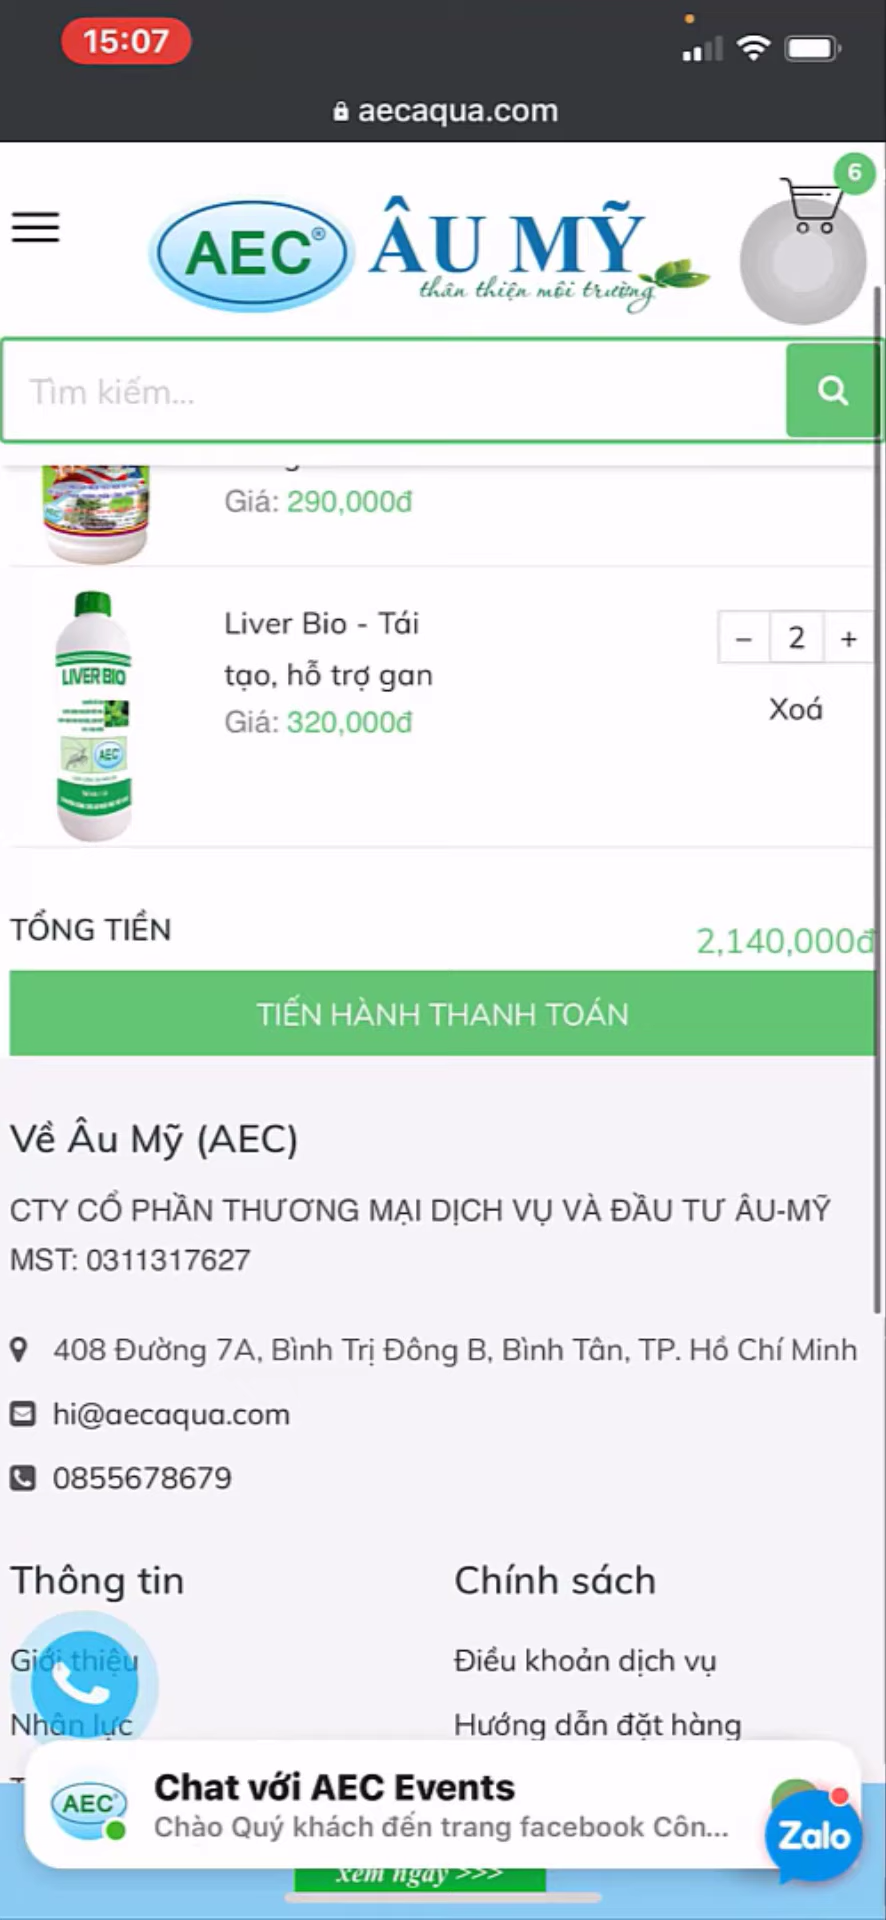 15:07
aecaqua.com
6
AEC® ÂU MỸ
thân thiện môi trường
Tìm kiếm...
Giá: 290,000đ
Liver Bio - Tái
tạo, hỗ trợ gan
Giá: 320,000đ
− 2 +
Xoá
LIVER BIO
AEC
TỔNG TIỀN
2,140,000đ
TIẾN HÀNH THANH TOÁN
Về Âu Mỹ (AEC)
CTY CỔ PHẦN THƯƠNG MẠI DỊCH VỤ VÀ ĐẦU TƯ ÂU-MỸ
MST: 0311317627
408 Đường 7A, Bình Trị Đông B, Bình Tân, TP. Hồ Chí Minh
hi@aecaqua.com
0855678679
Thông tin
Chính sách
Giới thiệu
Điều khoản dịch vụ
Nhân lực
Hướng dẫn đặt hàng
AEC
Chat với AEC Events
Chào Quý khách đến trang facebook Côn...
Zalo
xem ngay >>>